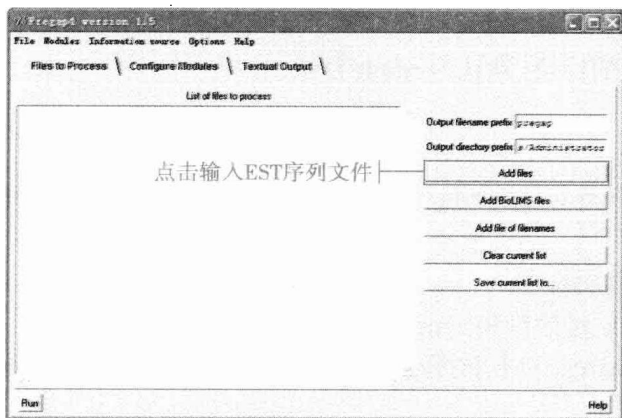 Pregap4 version 1.5
File Modules Information source Options Help
Files to Process \ Configure Modules \ Textual Output \
List of files to process
Output filename prefix pregap
Output directory prefix s/Administrator
点击输入EST序列文件
Add files
Add BioLIMS files
Add file of filenames
Clear current list
Save current list to...
Run
Help